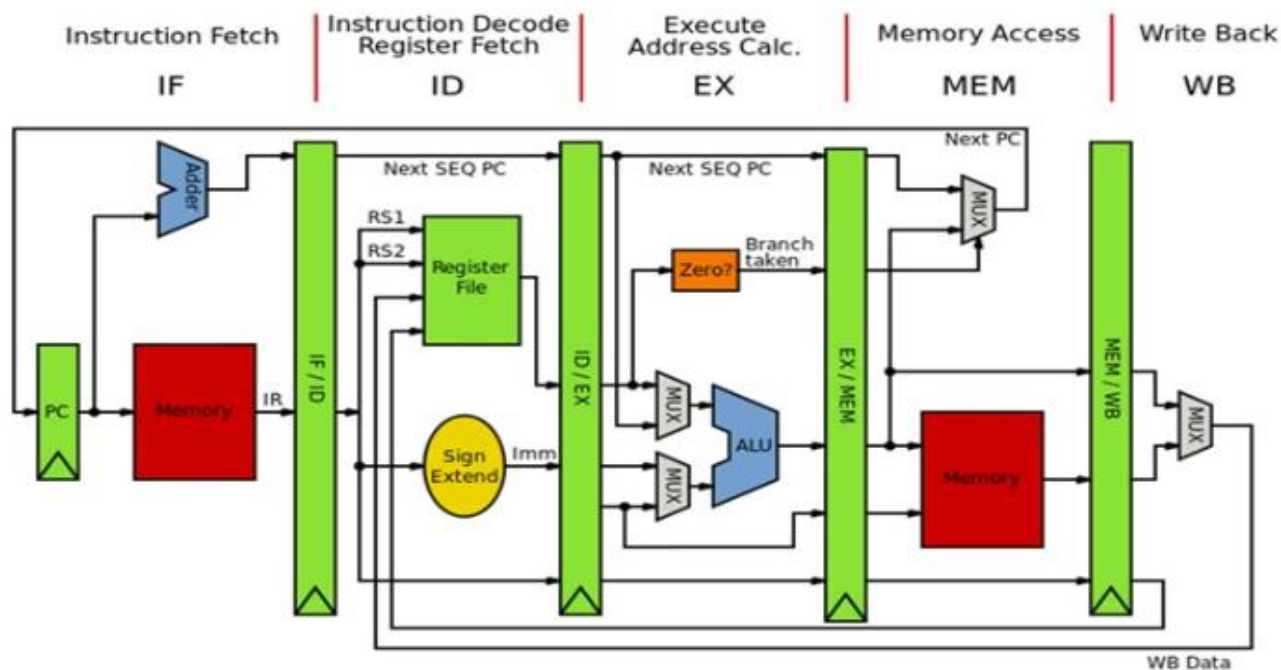 Instruction Fetch
IF
Instruction Decode
Register Fetch
ID
Execute
Address Calc.
EX
Memory Access
MEM
Write Back
WB
Next PC
Adder
Next SEQ PC
Next SEQ PC
MUX
RS1
RS2
Register
File
Zero?
Branch
taken
IF / ID
ID / EX
EX / MEM
MEM / WB
PC
Memory
IR
MUX
ALU
MUX
Sign
Extend
Imm
MUX
Memory
WB Data